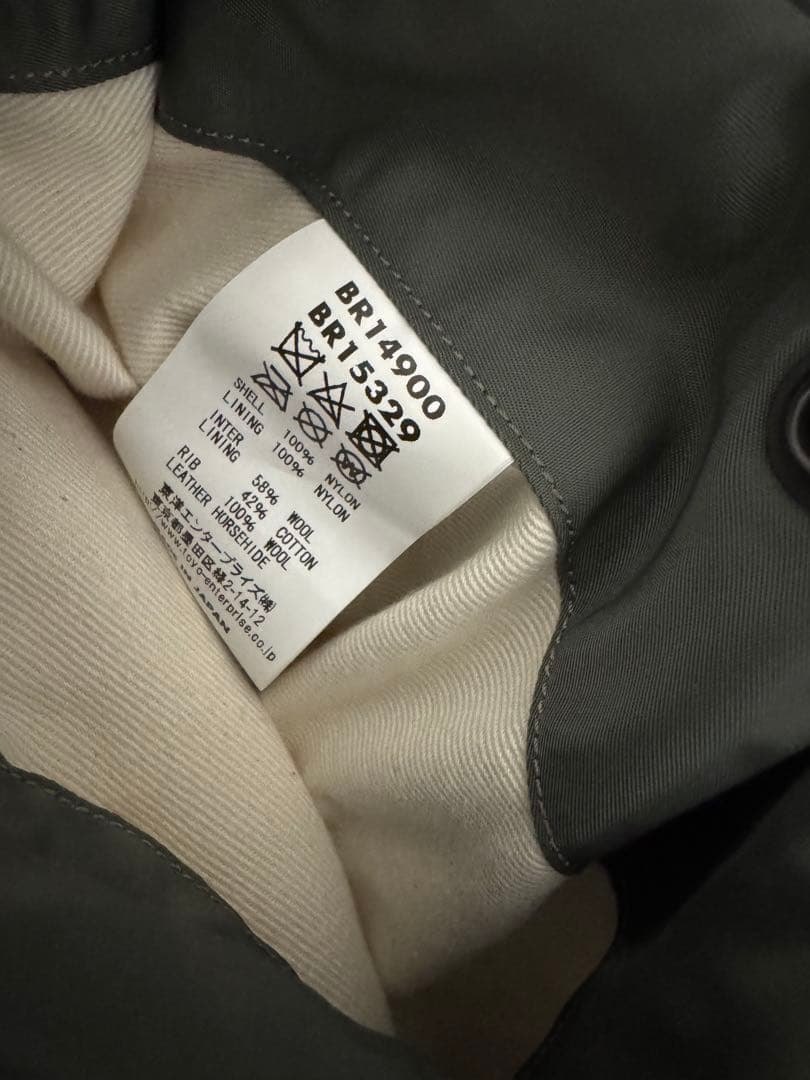 BR14900
BR15329
SHELL 100% NYLON
LINING 100% NYLON
INTER LINING 58% WOOL
42% COTTON
RIB 100% WOOL
LEATHER HORSEHIDE
東洋エンタープライズ㈱
東京都墨田区緑2-14-12
http://www.toyo-enterprise.co.jp
IN JAPAN